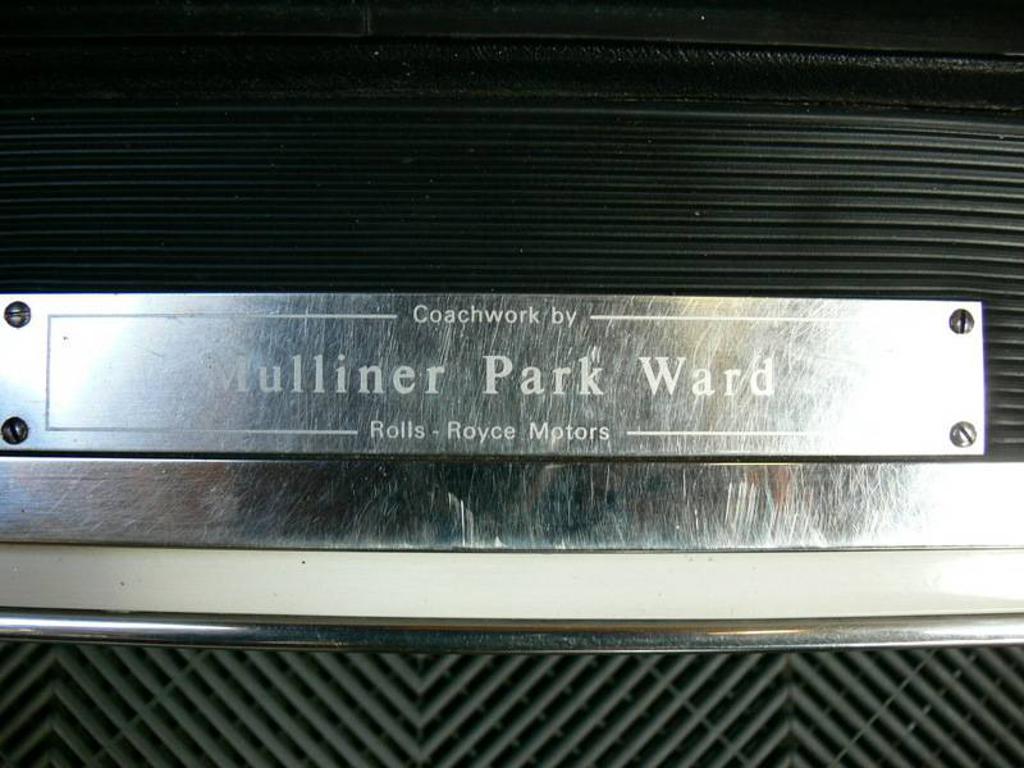 Coachwork by
Mulliner Park Ward
Rolls - Royce Motors